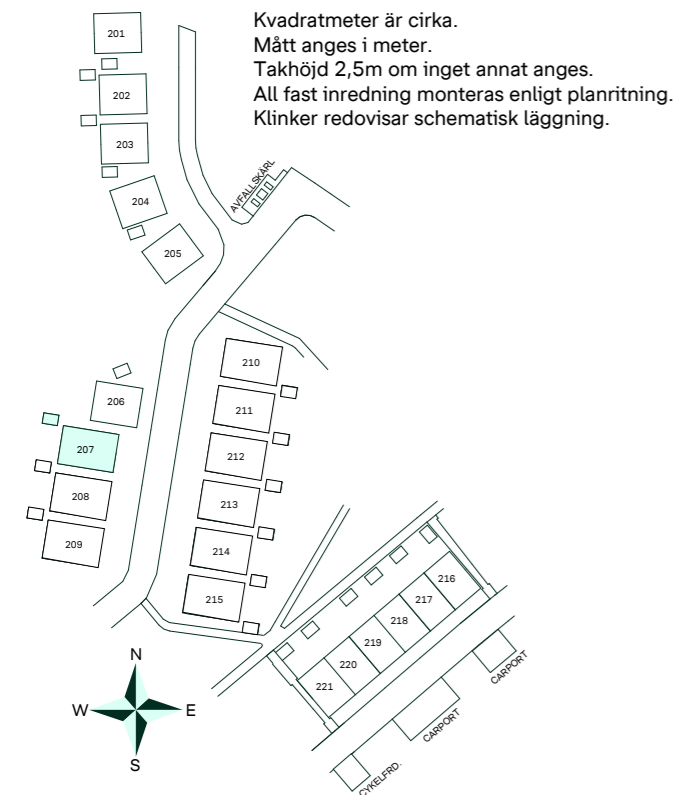 Kvadratmeter är cirka.
Mått anges i meter.
Takhöjd 2,5m om inget annat anges.
All fast inredning monteras enligt planritning.
Klinker redovisar schematisk läggning.
201
202
203
204
205
AVFALLSKÄRL
206
207
208
209
210
211
212
213
214
215
216
217
218
219
220
221
CARPORT
CARPORT
CYKELFRD.
N
W
E
S